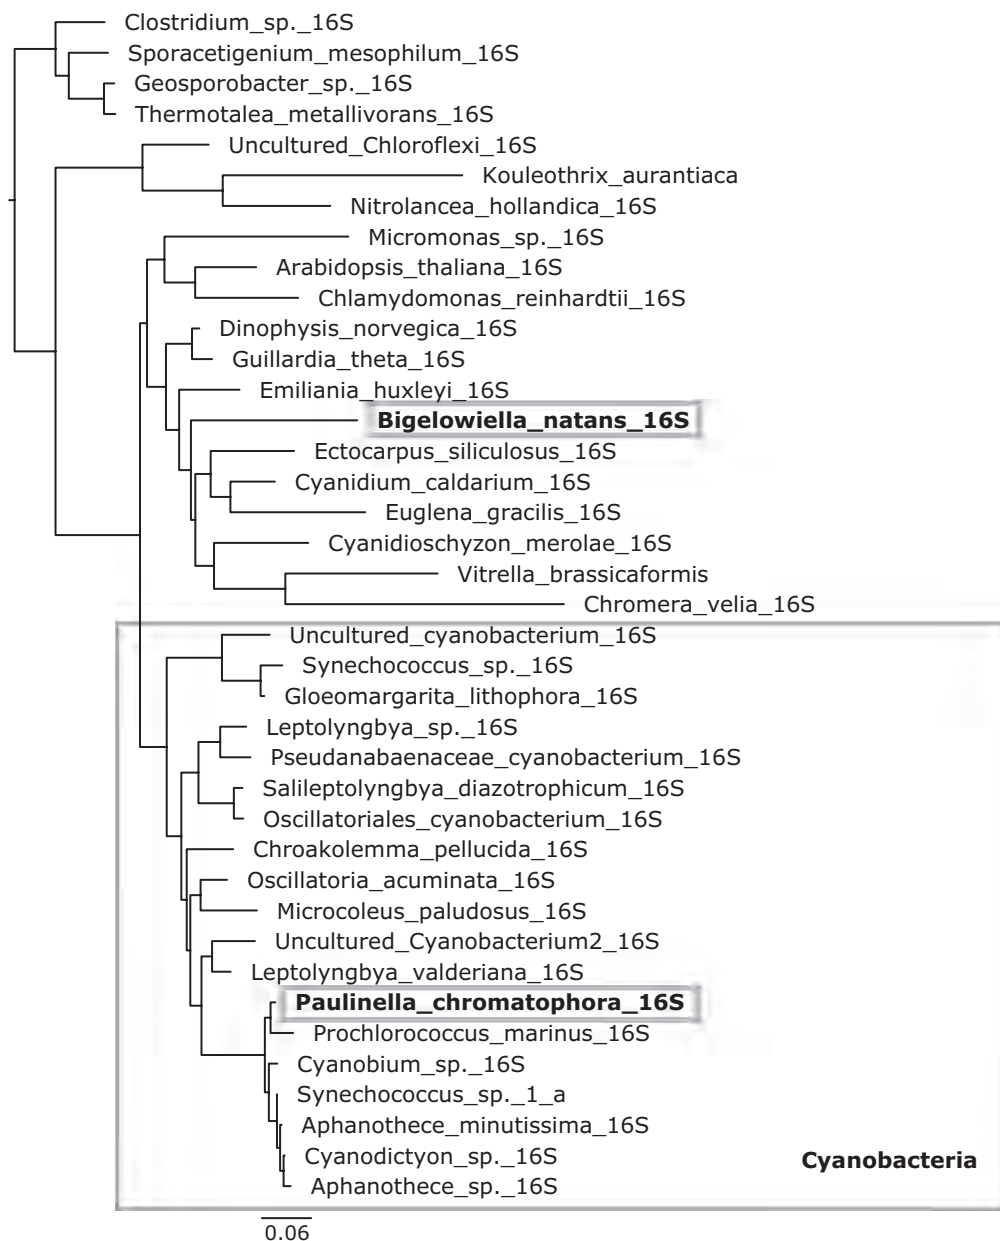 Clostridium_sp._16S
Sporacetigenium_mesophilum_16S
Geosporobacter_sp._16S
Thermotalea_metallivorans_16S
Uncultured_Chloroflexi_16S
Kouleothrix_aurantiaca
Nitrolancea_hollandica_16S
Micromonas_sp._16S
Arabidopsis_thaliana_16S
Chlamydomonas_reinhardtii_16S
Dinophysis_norvegica_16S
Guillardia_theta_16S
Emiliania_huxleyi_16S
Bigelowiella_natans_16S
Ectocarpus_siliculosus_16S
Cyanidium_caldarium_16S
Euglena_gracilis_16S
Cyanidioschyzon_merolae_16S
Vitrella_brassicaformis
Chromera_velia_16S
Uncultured_cyanobacterium_16S
Synechococcus_sp._16S
Gloeomargarita_lithophora_16S
Leptolyngbya_sp._16S
Pseudanabaenaceae_cyanobacterium_16S
Salileptolyngbya_diazotrophicum_16S
Oscillatoriales_cyanobacterium_16S
Chroakolemma_pellucida_16S
Oscillatoria_acuminata_16S
Microcoleus_paludosus_16S
Uncultured_Cyanobacterium2_16S
Leptolyngbya_valderiana_16S
Paulinella_chromatophora_16S
Prochlorococcus_marinus_16S
Cyanobium_sp._16S
Synechococcus_sp._1_a
Aphanothece_minutissima_16S
Cyanodictyon_sp._16S
Aphanothece_sp._16S
Cyanobacteria
0.06